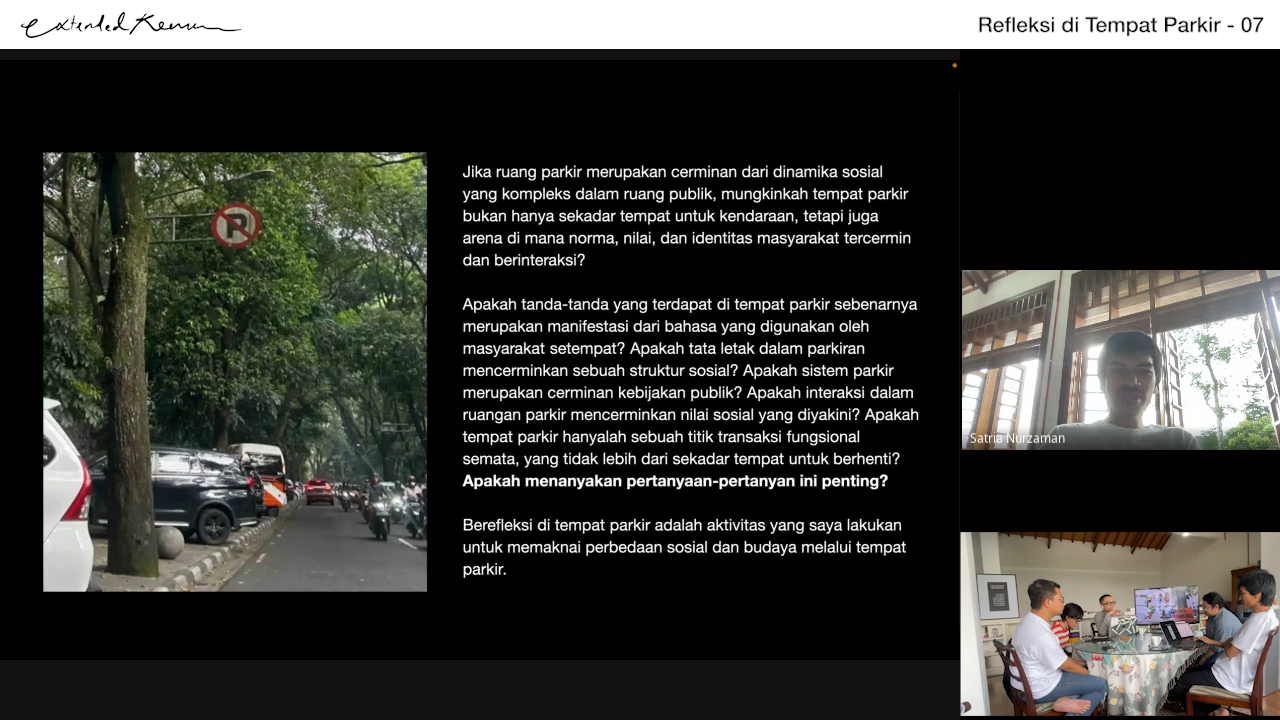 Extended Kenun
Refleksi di Tempat Parkir - 07
P
Jika ruang parkir merupakan cerminan dari dinamika sosial
yang kompleks dalam ruang publik, mungkinkah tempat parkir
bukan hanya sekadar tempat untuk kendaraan, tetapi juga
arena di mana norma, nilai, dan identitas masyarakat tercermin
dan berinteraksi?
Apakah tanda-tanda yang terdapat di tempat parkir sebenarnya
merupakan manifestasi dari bahasa yang digunakan oleh
masyarakat setempat? Apakah tata letak dalam parkiran
mencerminkan sebuah struktur sosial? Apakah sistem parkir
merupakan cerminan kebijakan publik? Apakah interaksi dalam
ruangan parkir mencerminkan nilai sosial yang diyakini? Apakah
tempat parkir hanyalah sebuah titik transaksi fungsional
semata, yang tidak lebih dari sekadar tempat untuk berhenti?
Apakah menanyakan pertanyaan-pertanyan ini penting?
Berefleksi di tempat parkir adalah aktivitas yang saya lakukan
untuk memaknai perbedaan sosial dan budaya melalui tempat
parkir.
Satria Nurzaman